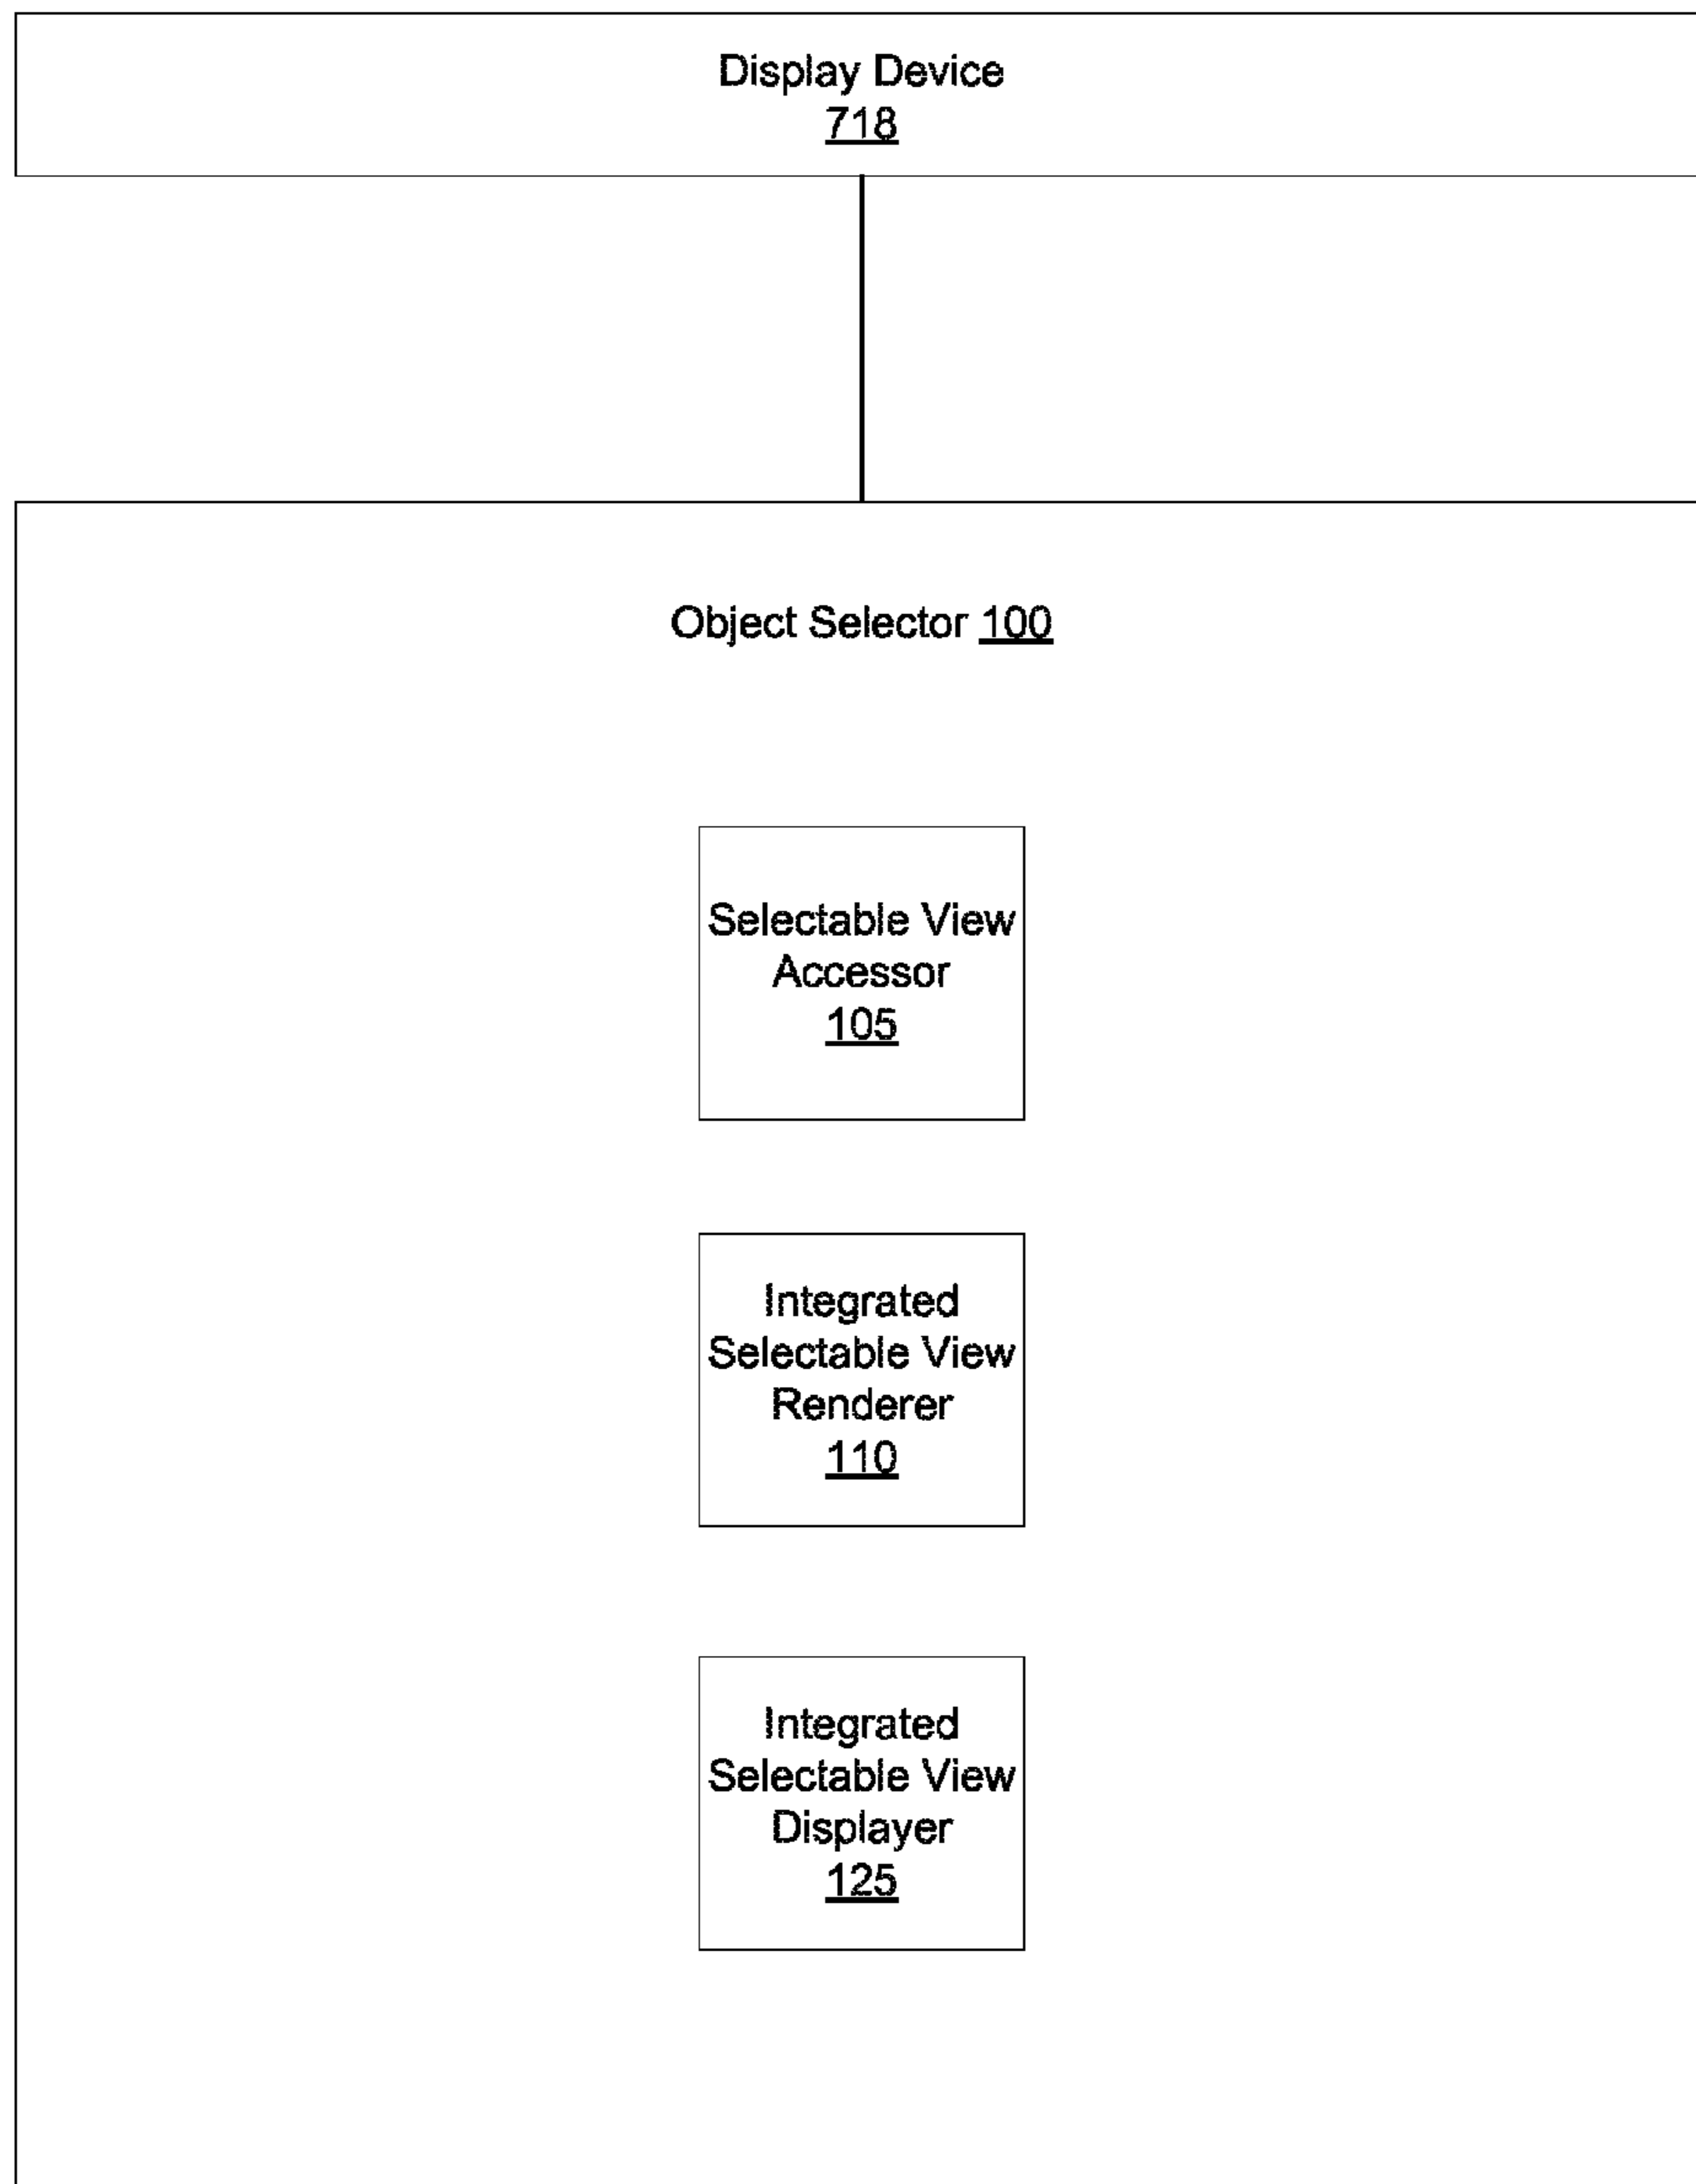 Display Device
718
Object Selector 100
Selectable View
Accessor
105
Integrated
Selectable View
Renderer
110
Integrated
Selectable View
Displayer
125